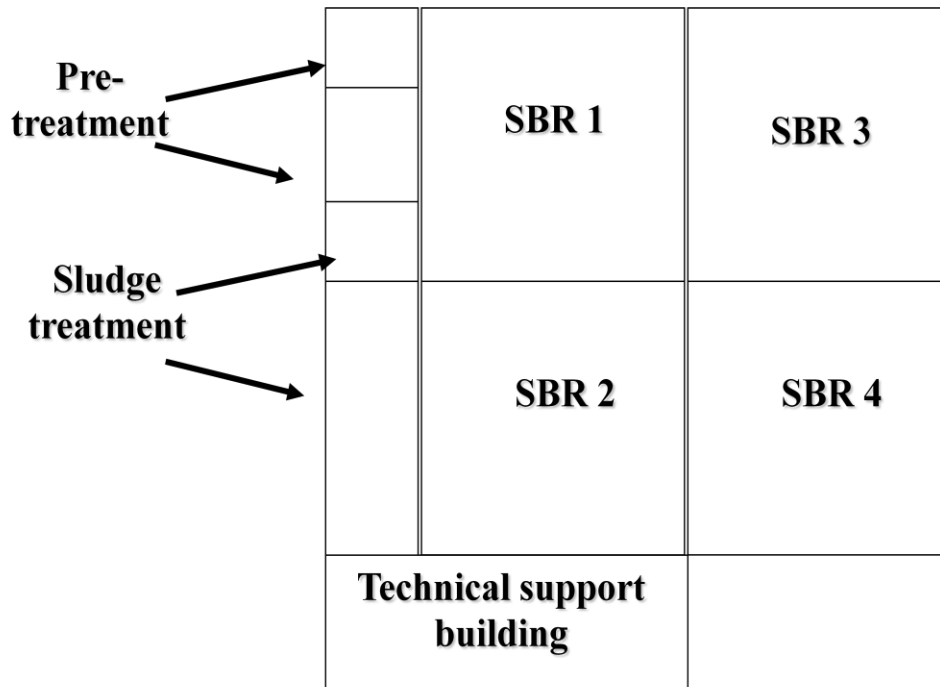 Pre-
treatment
SBR 1
SBR 3
Sludge
treatment
SBR 2
SBR 4
Technical support
building